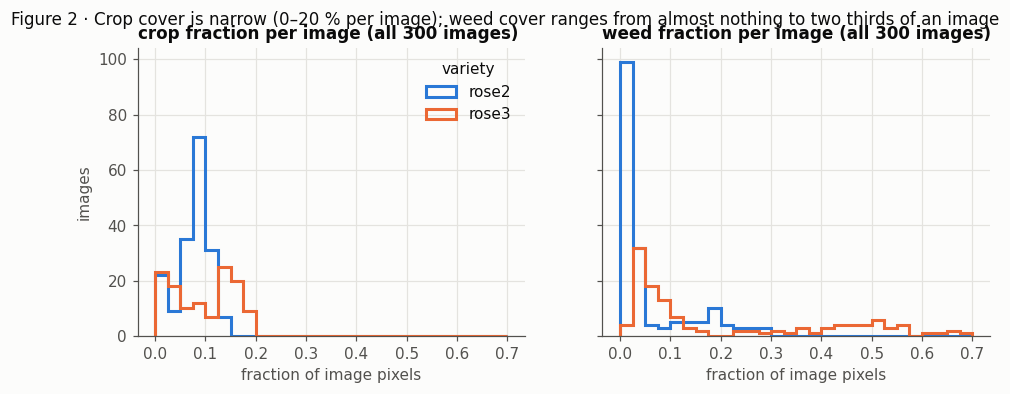 Figure 2 · Crop cover is narrow (0–20 % per image); weed cover ranges from almost nothing to two thirds of an image
crop fraction per image (all 300 images)
weed fraction per image (all 300 images)
variety
rose2
rose3
images
100
80
60
40
20
0
0.0 0.1 0.2 0.3 0.4 0.5 0.6 0.7
fraction of image pixels
0.0 0.1 0.2 0.3 0.4 0.5 0.6 0.7
fraction of image pixels